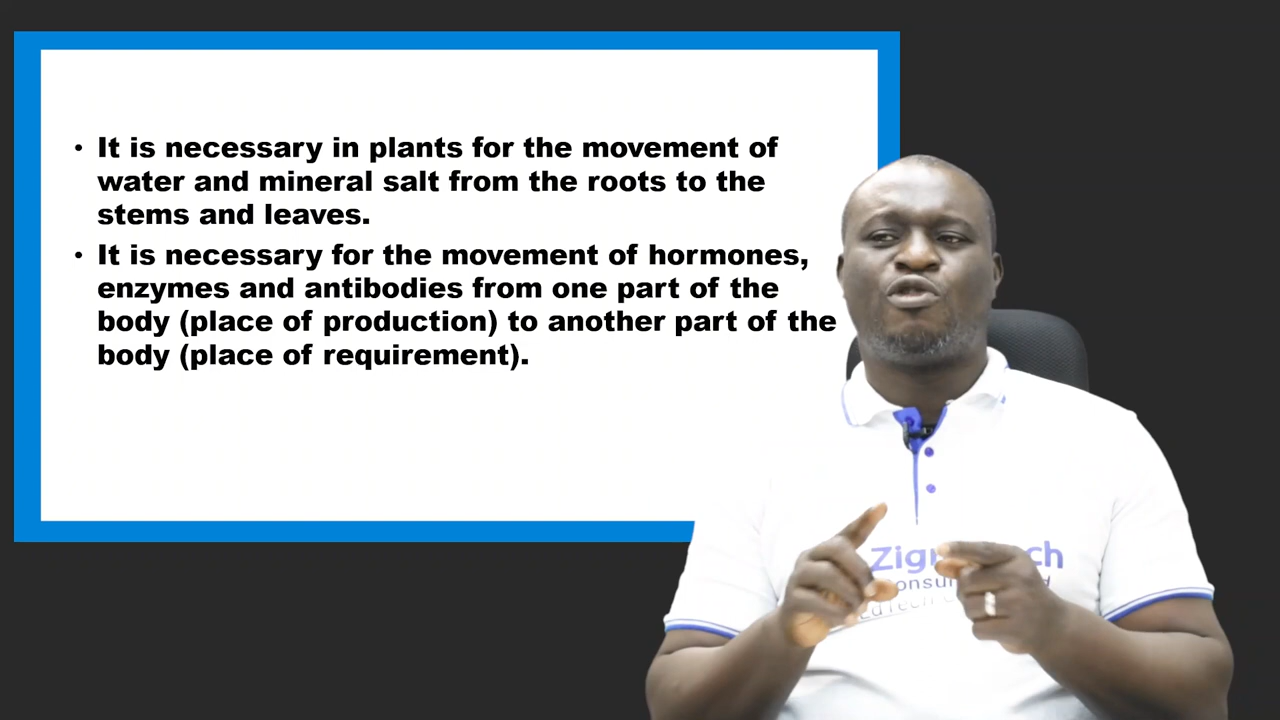 • It is necessary in plants for the movement of
water and mineral salt from the roots to the
stems and leaves.
• It is necessary for the movement of hormones,
enzymes and antibodies from one part of the
body (place of production) to another part of the
body (place of requirement).